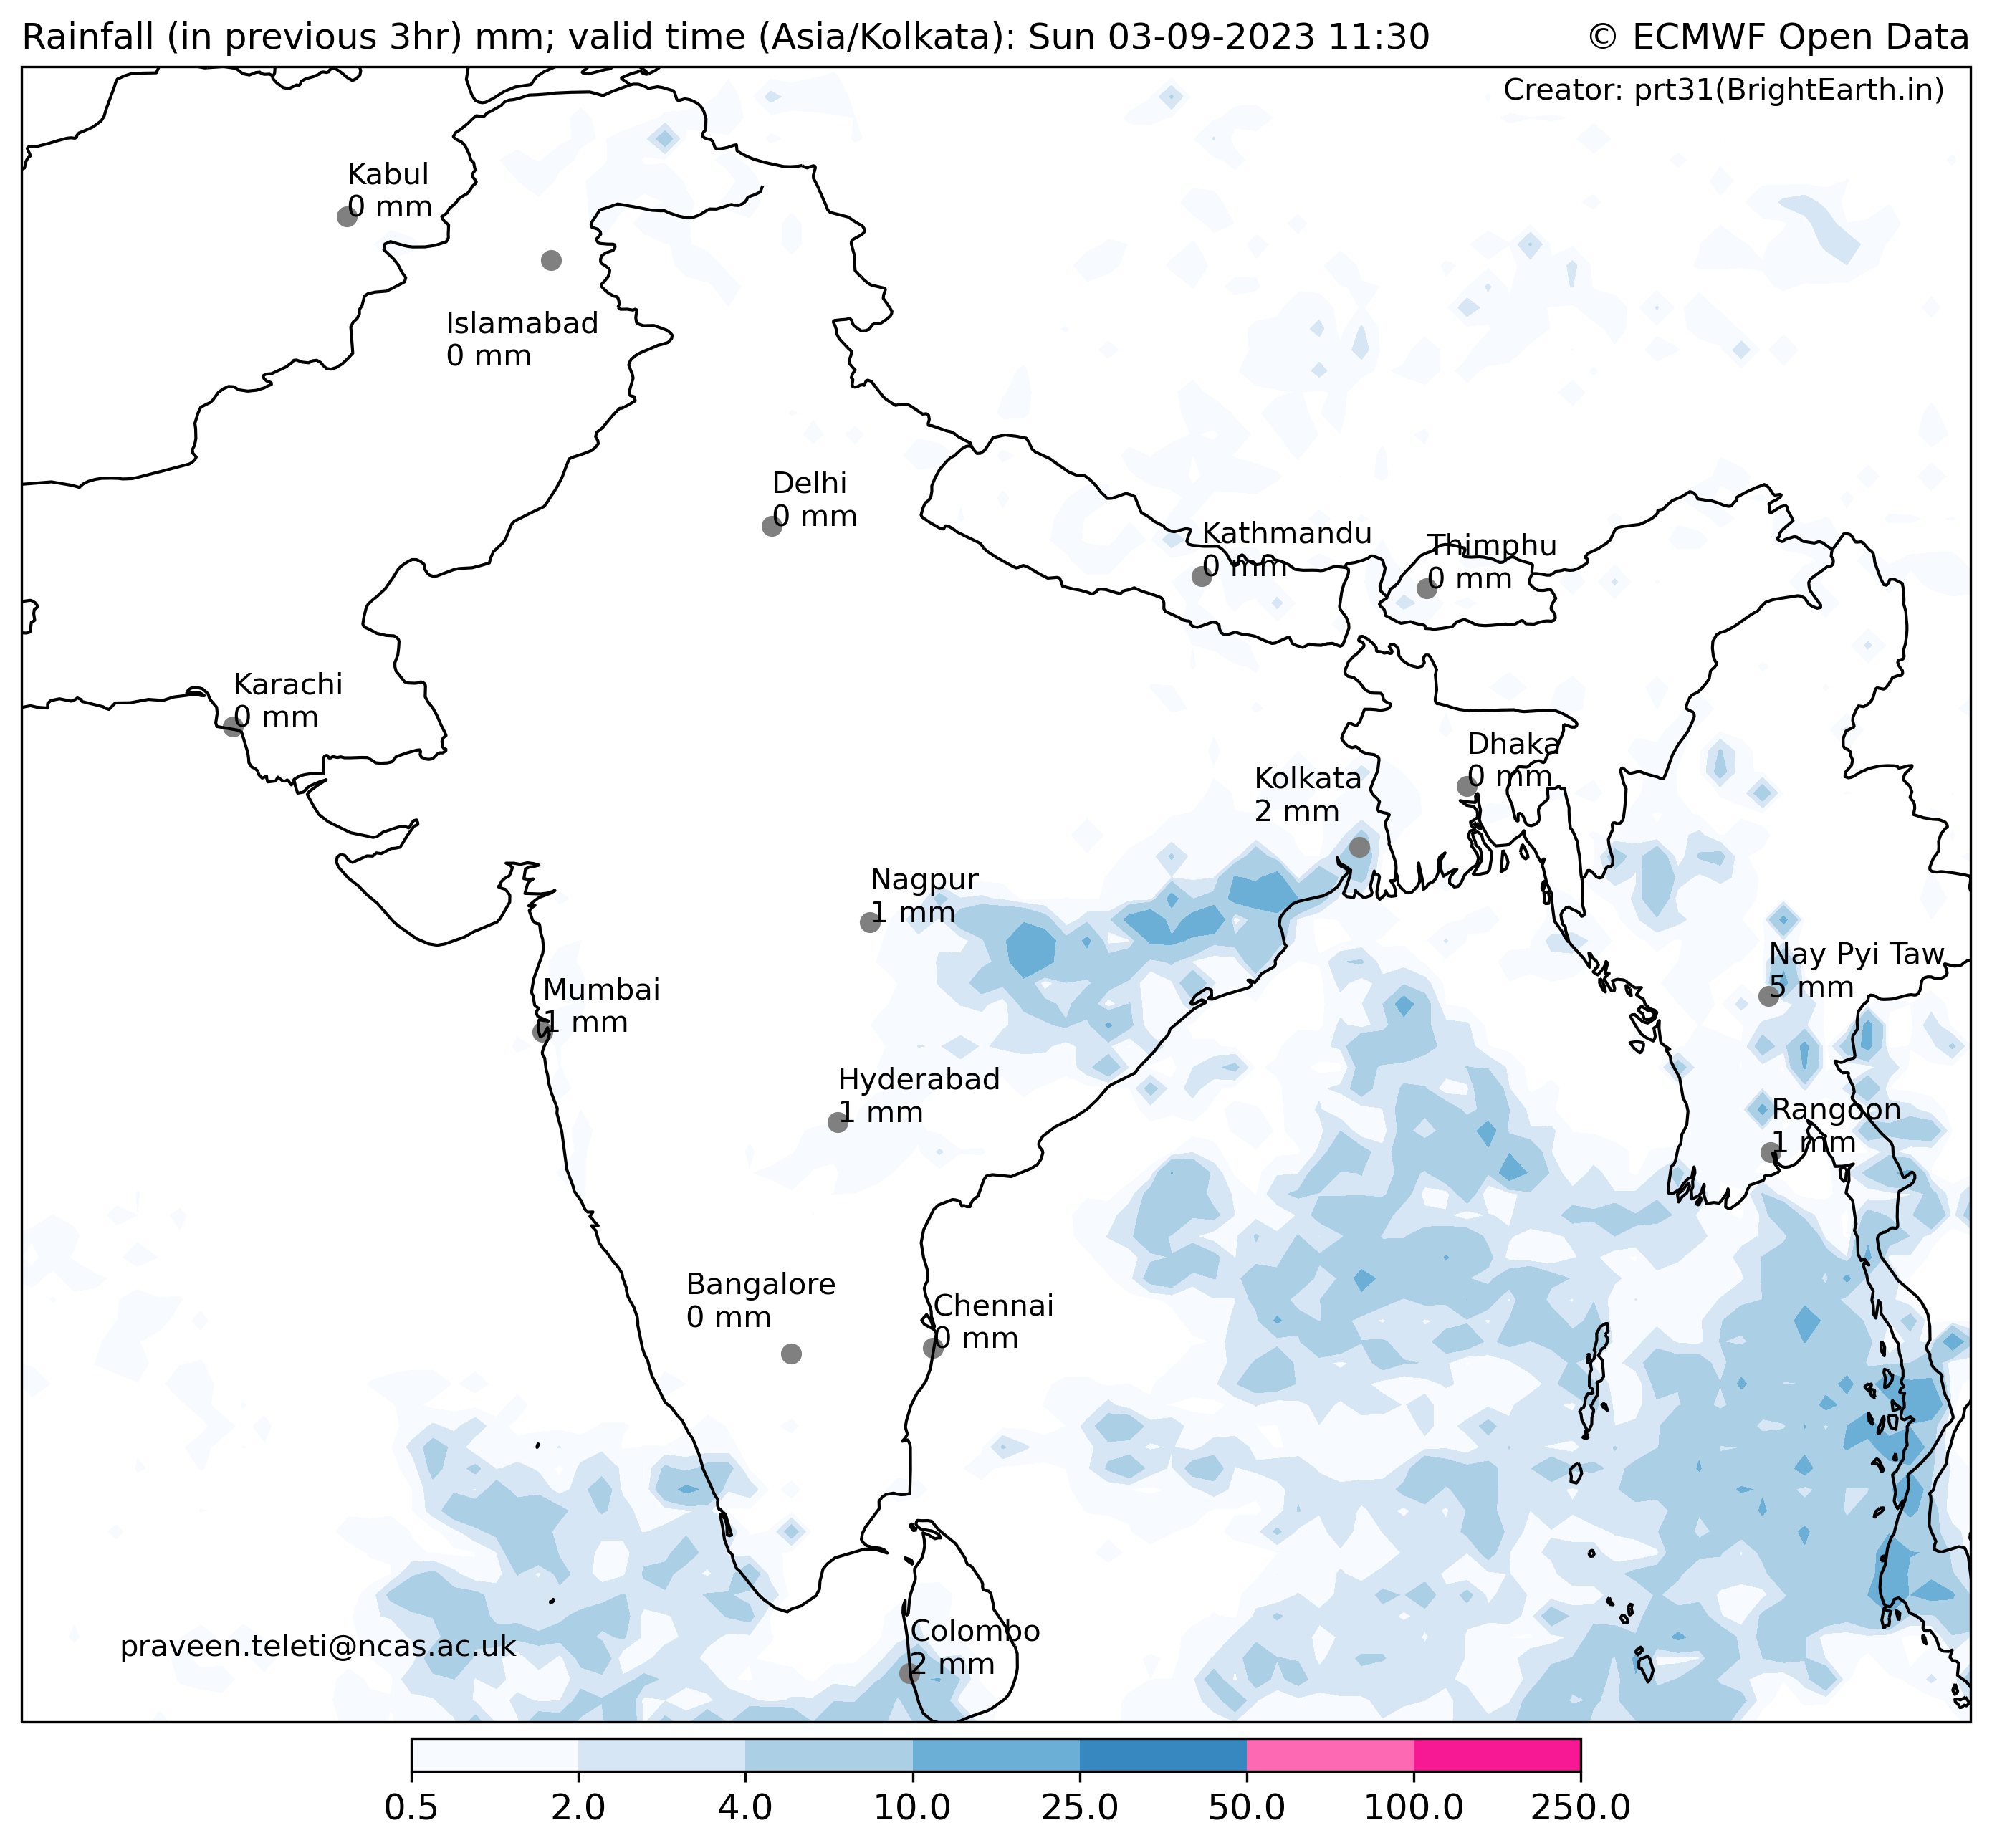 Rainfall (in previous 3hr) mm; valid time (Asia/Kolkata): Sun 03-09-2023 11:30
© ECMWF Open Data
Creator: prt31(BrightEarth.in)
Kabul
0 mm
Islamabad
0 mm
Delhi
0 mm
Kathmandu
0 mm
Thimphu
0 mm
Karachi
0 mm
Dhaka
0 mm
Kolkata
2 mm
Nagpur
1 mm
Nay Pyi Taw
5 mm
Mumbai
1 mm
Hyderabad
1 mm
Rangoon
1 mm
Bangalore
0 mm
Chennai
0 mm
Colombo
2 mm
praveen.teleti@ncas.ac.uk
0.5 2.0 4.0 10.0 25.0 50.0 100.0 250.0